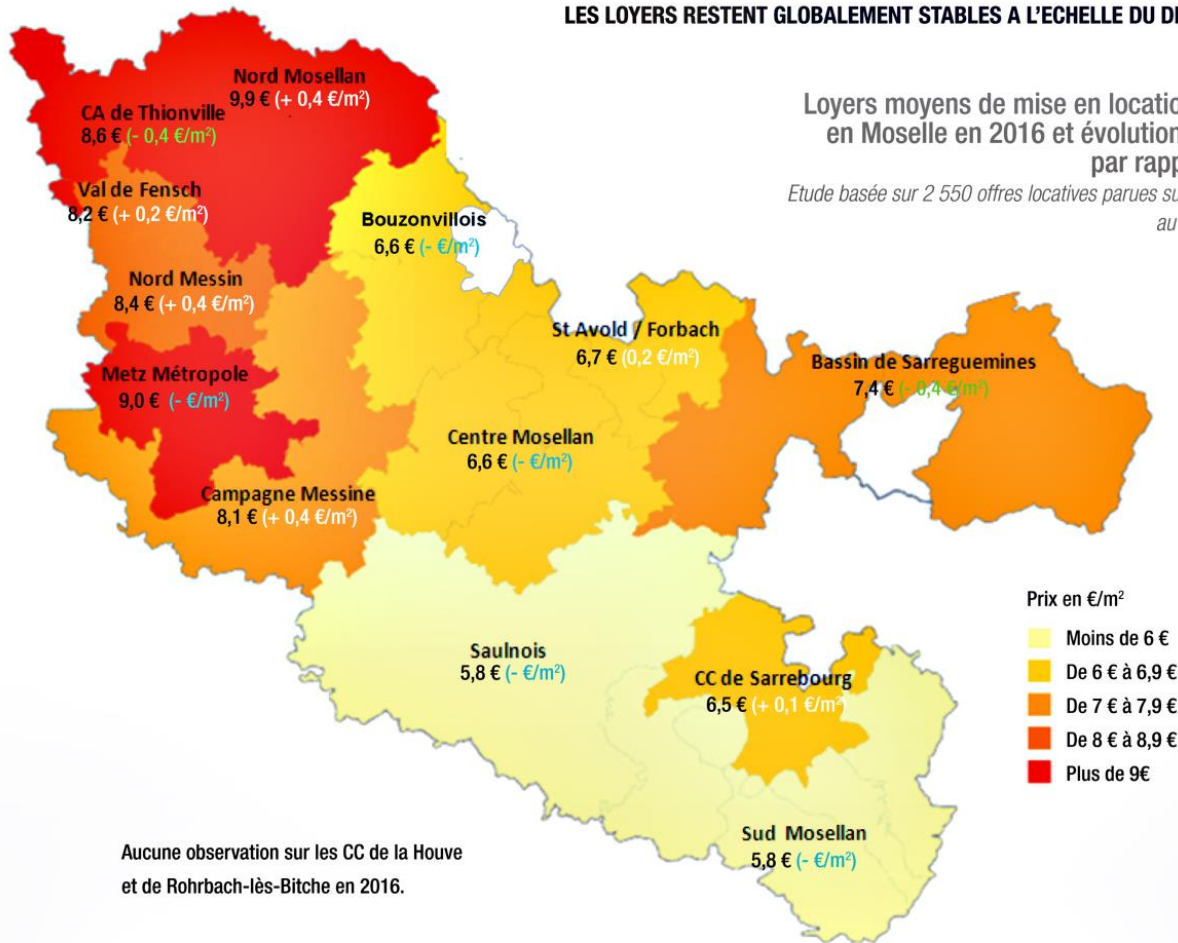 LES LOYERS RESTENT GLOBALEMENT STABLES A L'ECHELLE DU
Loyers moyens de mise en locatio
en Moselle en 2016 et évolution
par rapp
Etude basée sur 2 550 offres locatives parues su
au
Nord Mosellan
9,9 € (+ 0,4 €/m²)
CA de Thionville
8,6 € (- 0,4 €/m²)
Val de Fensch
8,2 € (+ 0,2 €/m²)
Bouzonvillois
6,6 € (- €/m²)
Nord Messin
8,4 € (+ 0,4 €/m²)
St Avold / Forbach
6,7 € (0,2 €/m²)
Bassin de Sarreguemines
7,4 € (- 0,4 €/m²)
Metz Métropole
9,0 € (- €/m²)
Centre Mosellan
6,6 € (- €/m²)
Campagne Messine
8,1 € (+ 0,4 €/m²)
Saulnois
5,8 € (- €/m²)
CC de Sarrebourg
6,5 € (+ 0,1 €/m²)
Sud Mosellan
5,8 € (- €/m²)
Prix en €/m²
Moins de 6 €
De 6 € à 6,9 €
De 7 € à 7,9 €
De 8 € à 8,9 €
Plus de 9€
Aucune observation sur les CC de la Houve
et de Rohrbach-lès-Bitche en 2016.